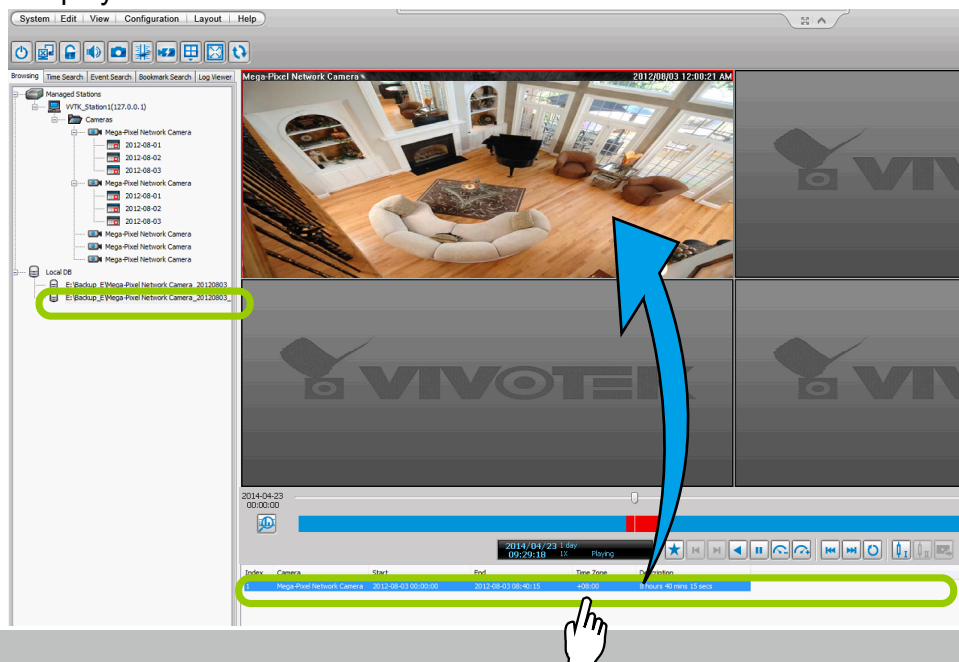 System Edit View Configuration Layout Help
Browsing Time Search Event Search Bookmark Search Log Viewer
Managed Stations
VVTK_Station1(127.0.0.1)
Cameras
Mega-Pixel Network Camera
2012-08-01
2012-08-02
2012-08-03
Mega-Pixel Network Camera
2012-08-01
2012-08-02
2012-08-03
Mega-Pixel Network Camera
Mega-Pixel Network Camera
Mega-Pixel Network Camera
Local DB
E:\Backup_E\Mega-Pixel Network Camera_20120803
E:\Backup_E\Mega-Pixel Network Camera_20120803_
Mega-Pixel Network Camera 2012/08/03 12:00:21 AM
VIV
VIVOTEK
VIV
2014-04-23
00:00:00
2014/04/23 1 day
09:29:18 1X Playing
Index Camera Start End Time Zone Description
1 Mega-Pixel Network Camera 2012-08-03 00:00:00 2012-08-03 08:40:15 +08:00 8 hours 40 mins 15 secs